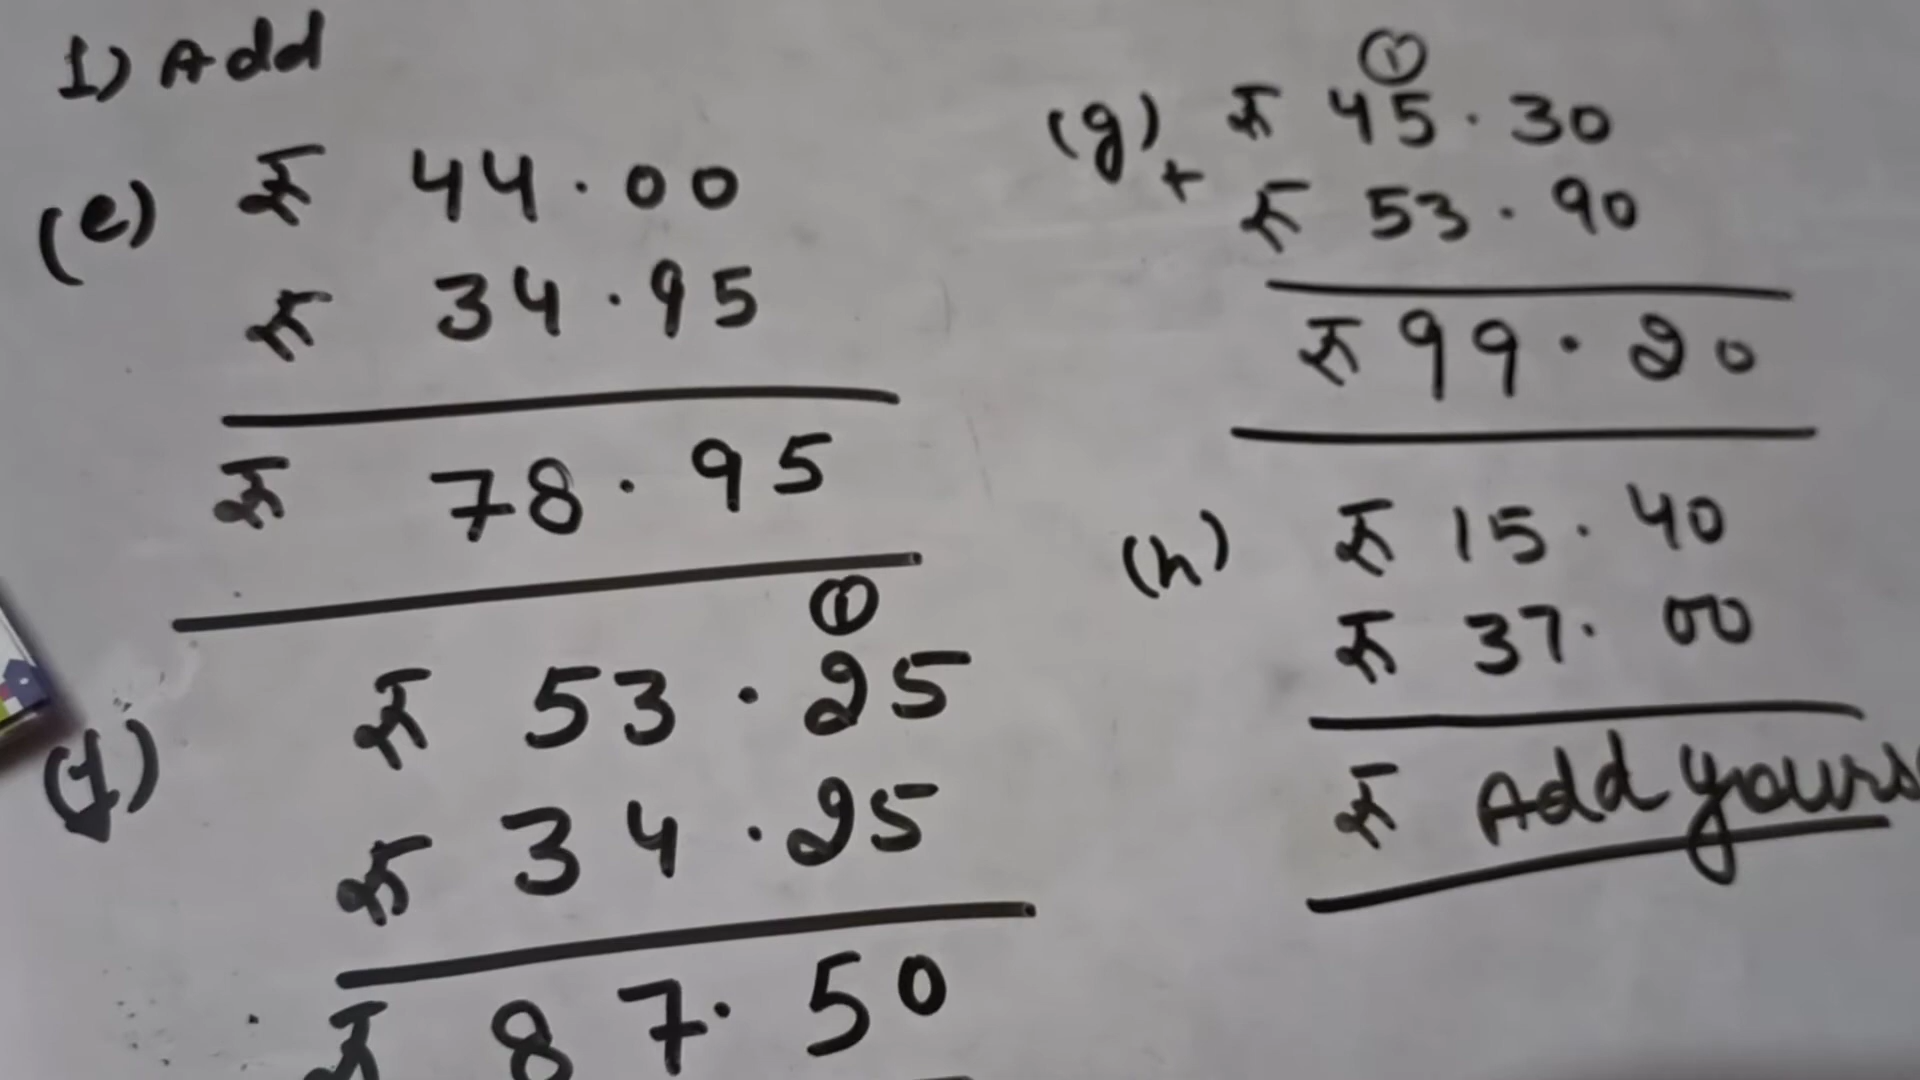 1) Add
(e) रू 44.00
रू 34.95
रू 78.95
①
(f) रू 53.25
रू 34.25
रू 87.50
①
(g) रू 45.30
+ रू 53.90
रू 99.20
(h) रू 15.40
रू 37.00
रू Add yours